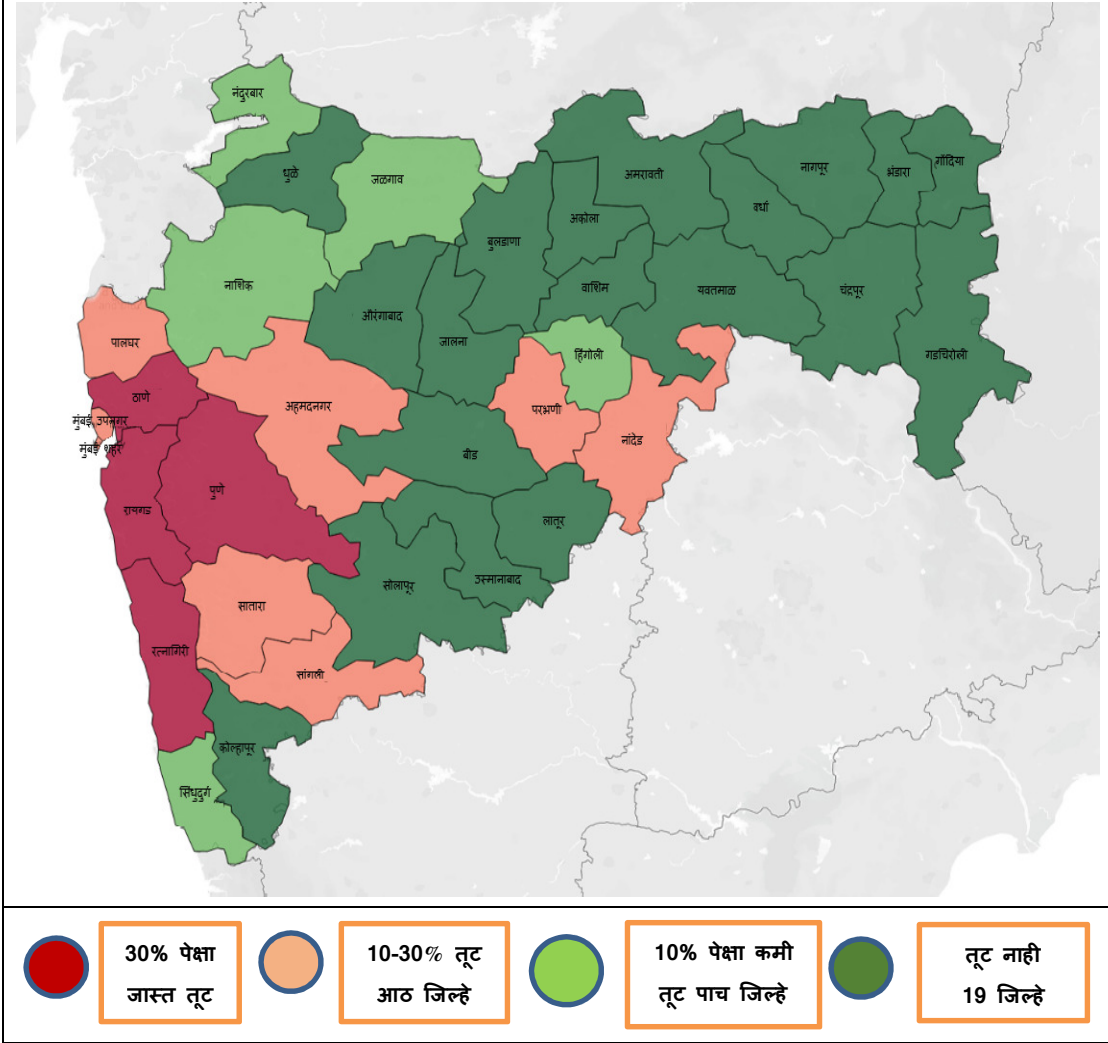 नंदुरबार
धुळे
जळगाव
नागपूर
भंडारा
गोंदिया
अमरावती
वर्धा
अकोला
बुलडाणा
नाशिक
वाशिम
यवतमाळ
चंद्रपूर
औरंगाबाद
जालना
पालघर
हिंगोली
गडचिरोली
ठाणे
अहमदनगर
परभणी
मुंबई उपनगर
मुंबई शहर
नांदेड
बीड
पुणे
रायगड
लातूर
सोलापूर
उस्मानाबाद
सातारा
रत्नागिरी
सांगली
कोल्हापूर
सिंधुदुर्ग
30% पेक्षा
जास्त तूट
10-30% तूट
आठ जिल्हे
10% पेक्षा कमी
तूट पाच जिल्हे
तूट नाही
19 जिल्हे